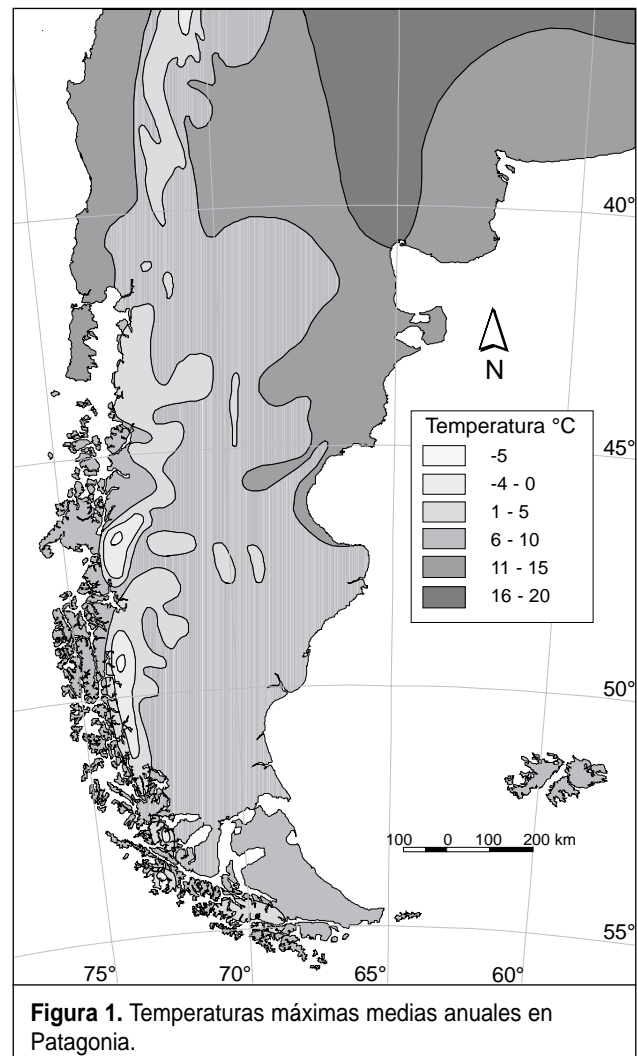 40°
N
Temperatura °C
-5
-4 - 0
1 - 5
6 - 10
11 - 15
16 - 20
45°
50°
100 0 100 200 km
55°
75° 70° 65° 60°
Figura 1. Temperaturas máximas medias anuales en
Patagonia.